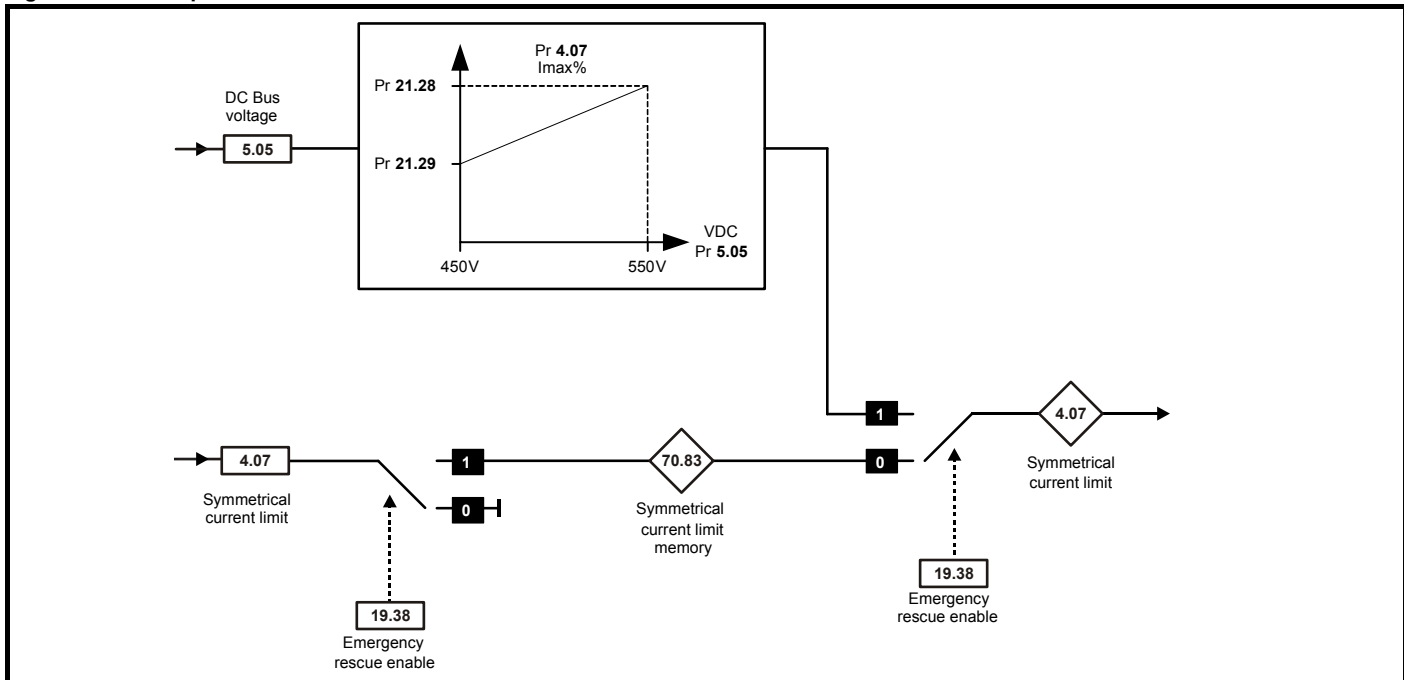 Pr 4.07
Imax%
Pr 21.28
DC Bus
voltage
5.05
Pr 21.29
VDC
Pr 5.05
450V
550V
1
4.07
1
70.83
0
4.07
Symmetrical
current limit
0
Symmetrical
current limit
memory
Symmetrical
current limit
19.38
Emergency
rescue enable
19.38
Emergency
rescue enable